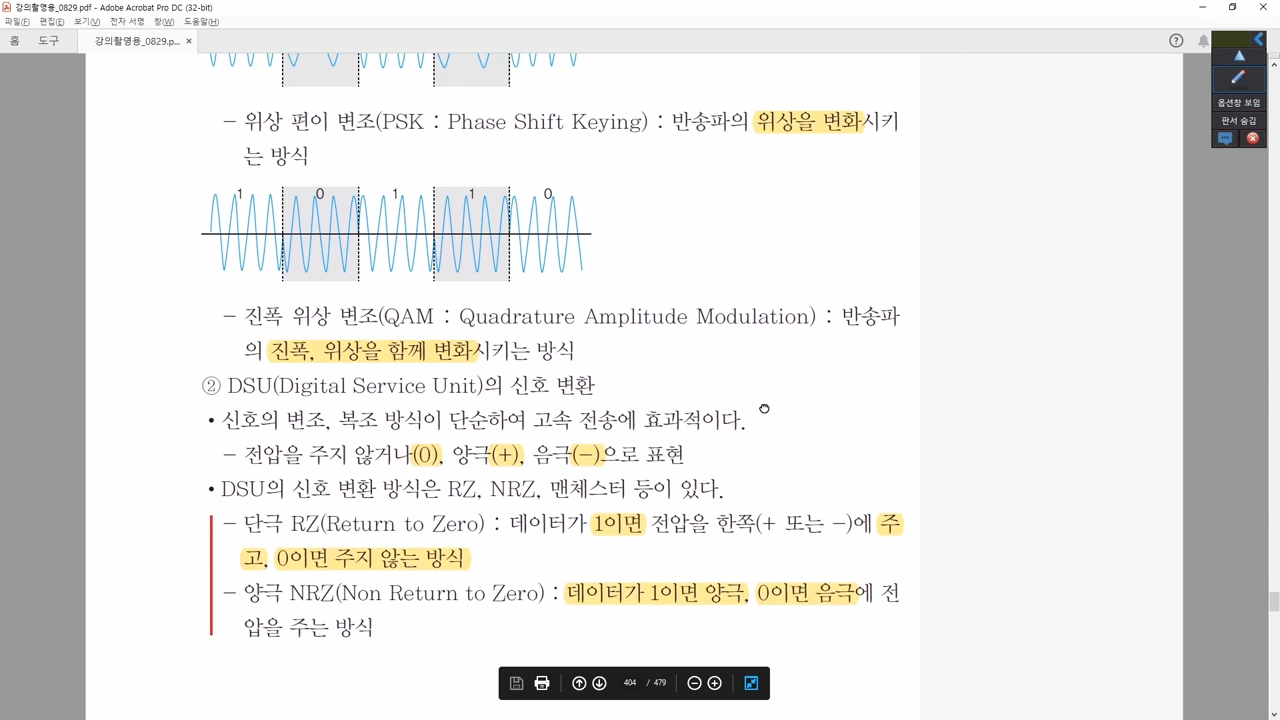 강의촬영용_0829.pdf - Adobe Acrobat Pro DC (32-bit)
파일(F) 편집(E) 보기(V) 전자 서명 창(W) 도움말(H)
홈 도구 강의촬영용_0829.p... ×
옵션창 보임
판서 숨김
- 위상 편이 변조(PSK : Phase Shift Keying) : 반송파의 위상을 변화시키
는 방식
1 0 1 1 0
- 진폭 위상 변조(QAM : Quadrature Amplitude Modulation) : 반송파
의 진폭, 위상을 함께 변화시키는 방식
② DSU(Digital Service Unit)의 신호 변환
• 신호의 변조, 복조 방식이 단순하여 고속 전송에 효과적이다.
- 전압을 주지 않거나(0), 양극(+), 음극(-)으로 표현
• DSU의 신호 변환 방식은 RZ, NRZ, 맨체스터 등이 있다.
- 단극 RZ(Return to Zero) : 데이터가 1이면 전압을 한쪽(+ 또는 -)에 주
고, 0이면 주지 않는 방식
- 양극 NRZ(Non Return to Zero) : 데이터가 1이면 양극, 0이면 음극에 전
압을 주는 방식
404 / 479